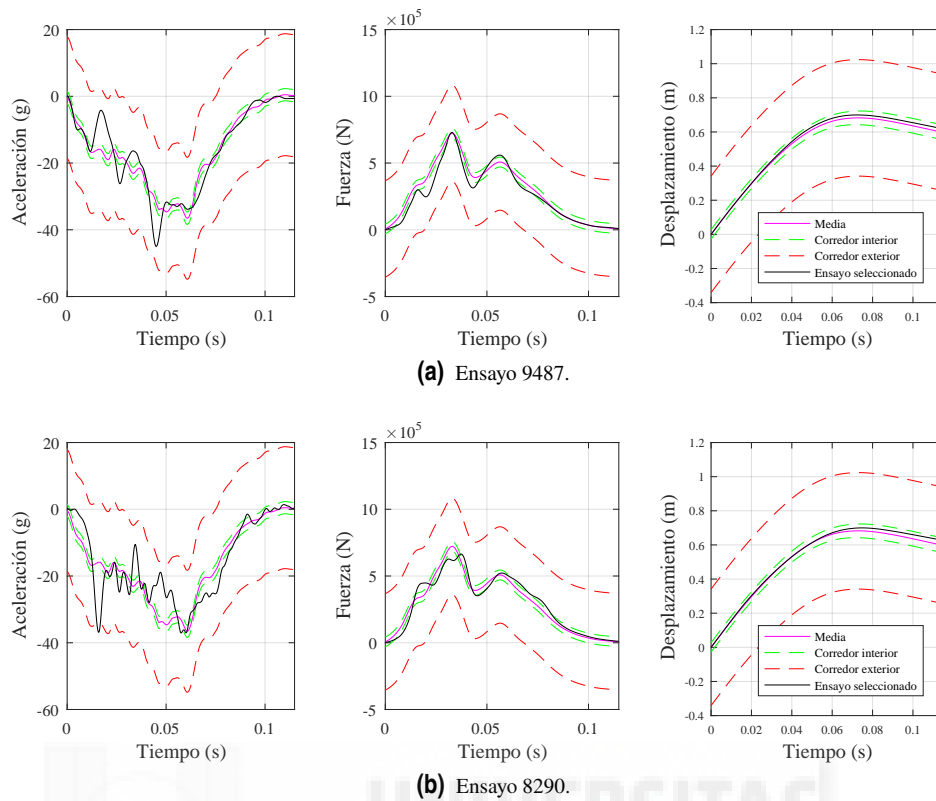 20
0
-20
-40
-60
Aceleración (g)
0
0.05
0.1
Tiempo (s)
×10⁵
15
10
5
0
-5
Fuerza (N)
0
0.05
0.1
Tiempo (s)
1.2
1
0.8
0.6
0.4
0.2
0
-0.2
-0.4
Desplazamiento (m)
Media
Corredor interior
Corredor exterior
Ensayo seleccionado
0
0.02
0.04
0.06
0.08
0.1
Tiempo (s)
(a) Ensayo 9487.
20
0
-20
-40
-60
Aceleración (g)
0
0.05
0.1
Tiempo (s)
×10⁵
15
10
5
0
-5
Fuerza (N)
0
0.05
0.1
Tiempo (s)
1.2
1
0.8
0.6
0.4
0.2
0
-0.2
-0.4
Desplazamiento (m)
Media
Corredor interior
Corredor exterior
Ensayo seleccionado
0
0.02
0.04
0.06
0.08
0.1
Tiempo (s)
(b) Ensayo 8290.